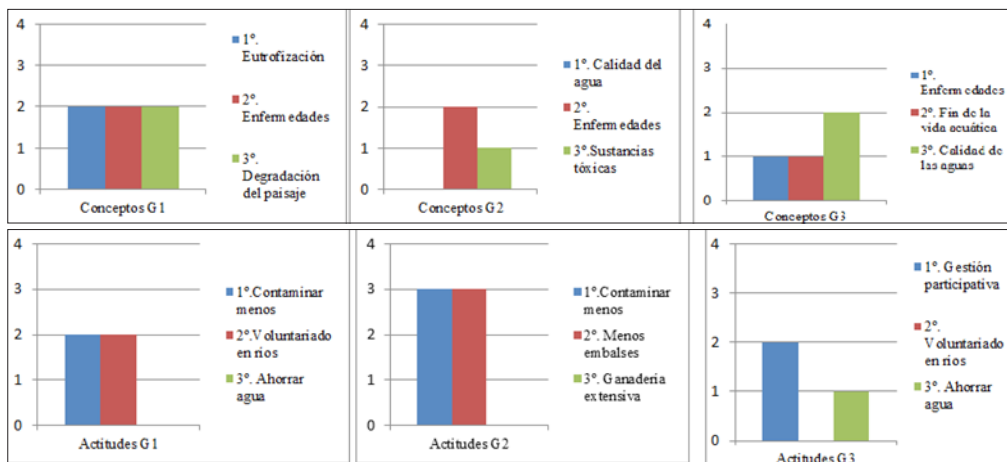 4
3
2
1
0
Conceptos G1
1º.
Eutrofización
2º.
Enfermedades
3º.
Degradación
del paisaje
4
3
2
1
0
Conceptos G2
1º. Calidad del
agua
2º.
Enfermedades
3º.Sustancias
tóxicas
4
3
2
1
0
Conceptos G3
1º.
Enfermedades
2º. Fin de la
vida acuática
3º. Calidad de
las aguas
4
3
2
1
0
Actitudes G1
1º.Contaminar
menos
2º.Voluntariado
en rios
3º. Ahorrar
agua
4
3
2
1
0
Actitudes G2
1º.Contaminar
menos
2º. Menos
embalses
3º. Ganadería
extensiva
4
3
2
1
0
Actitudes G3
1º. Gestión
participativa
2º.
Voluntariado
en rios
3º. Ahorrar
agua